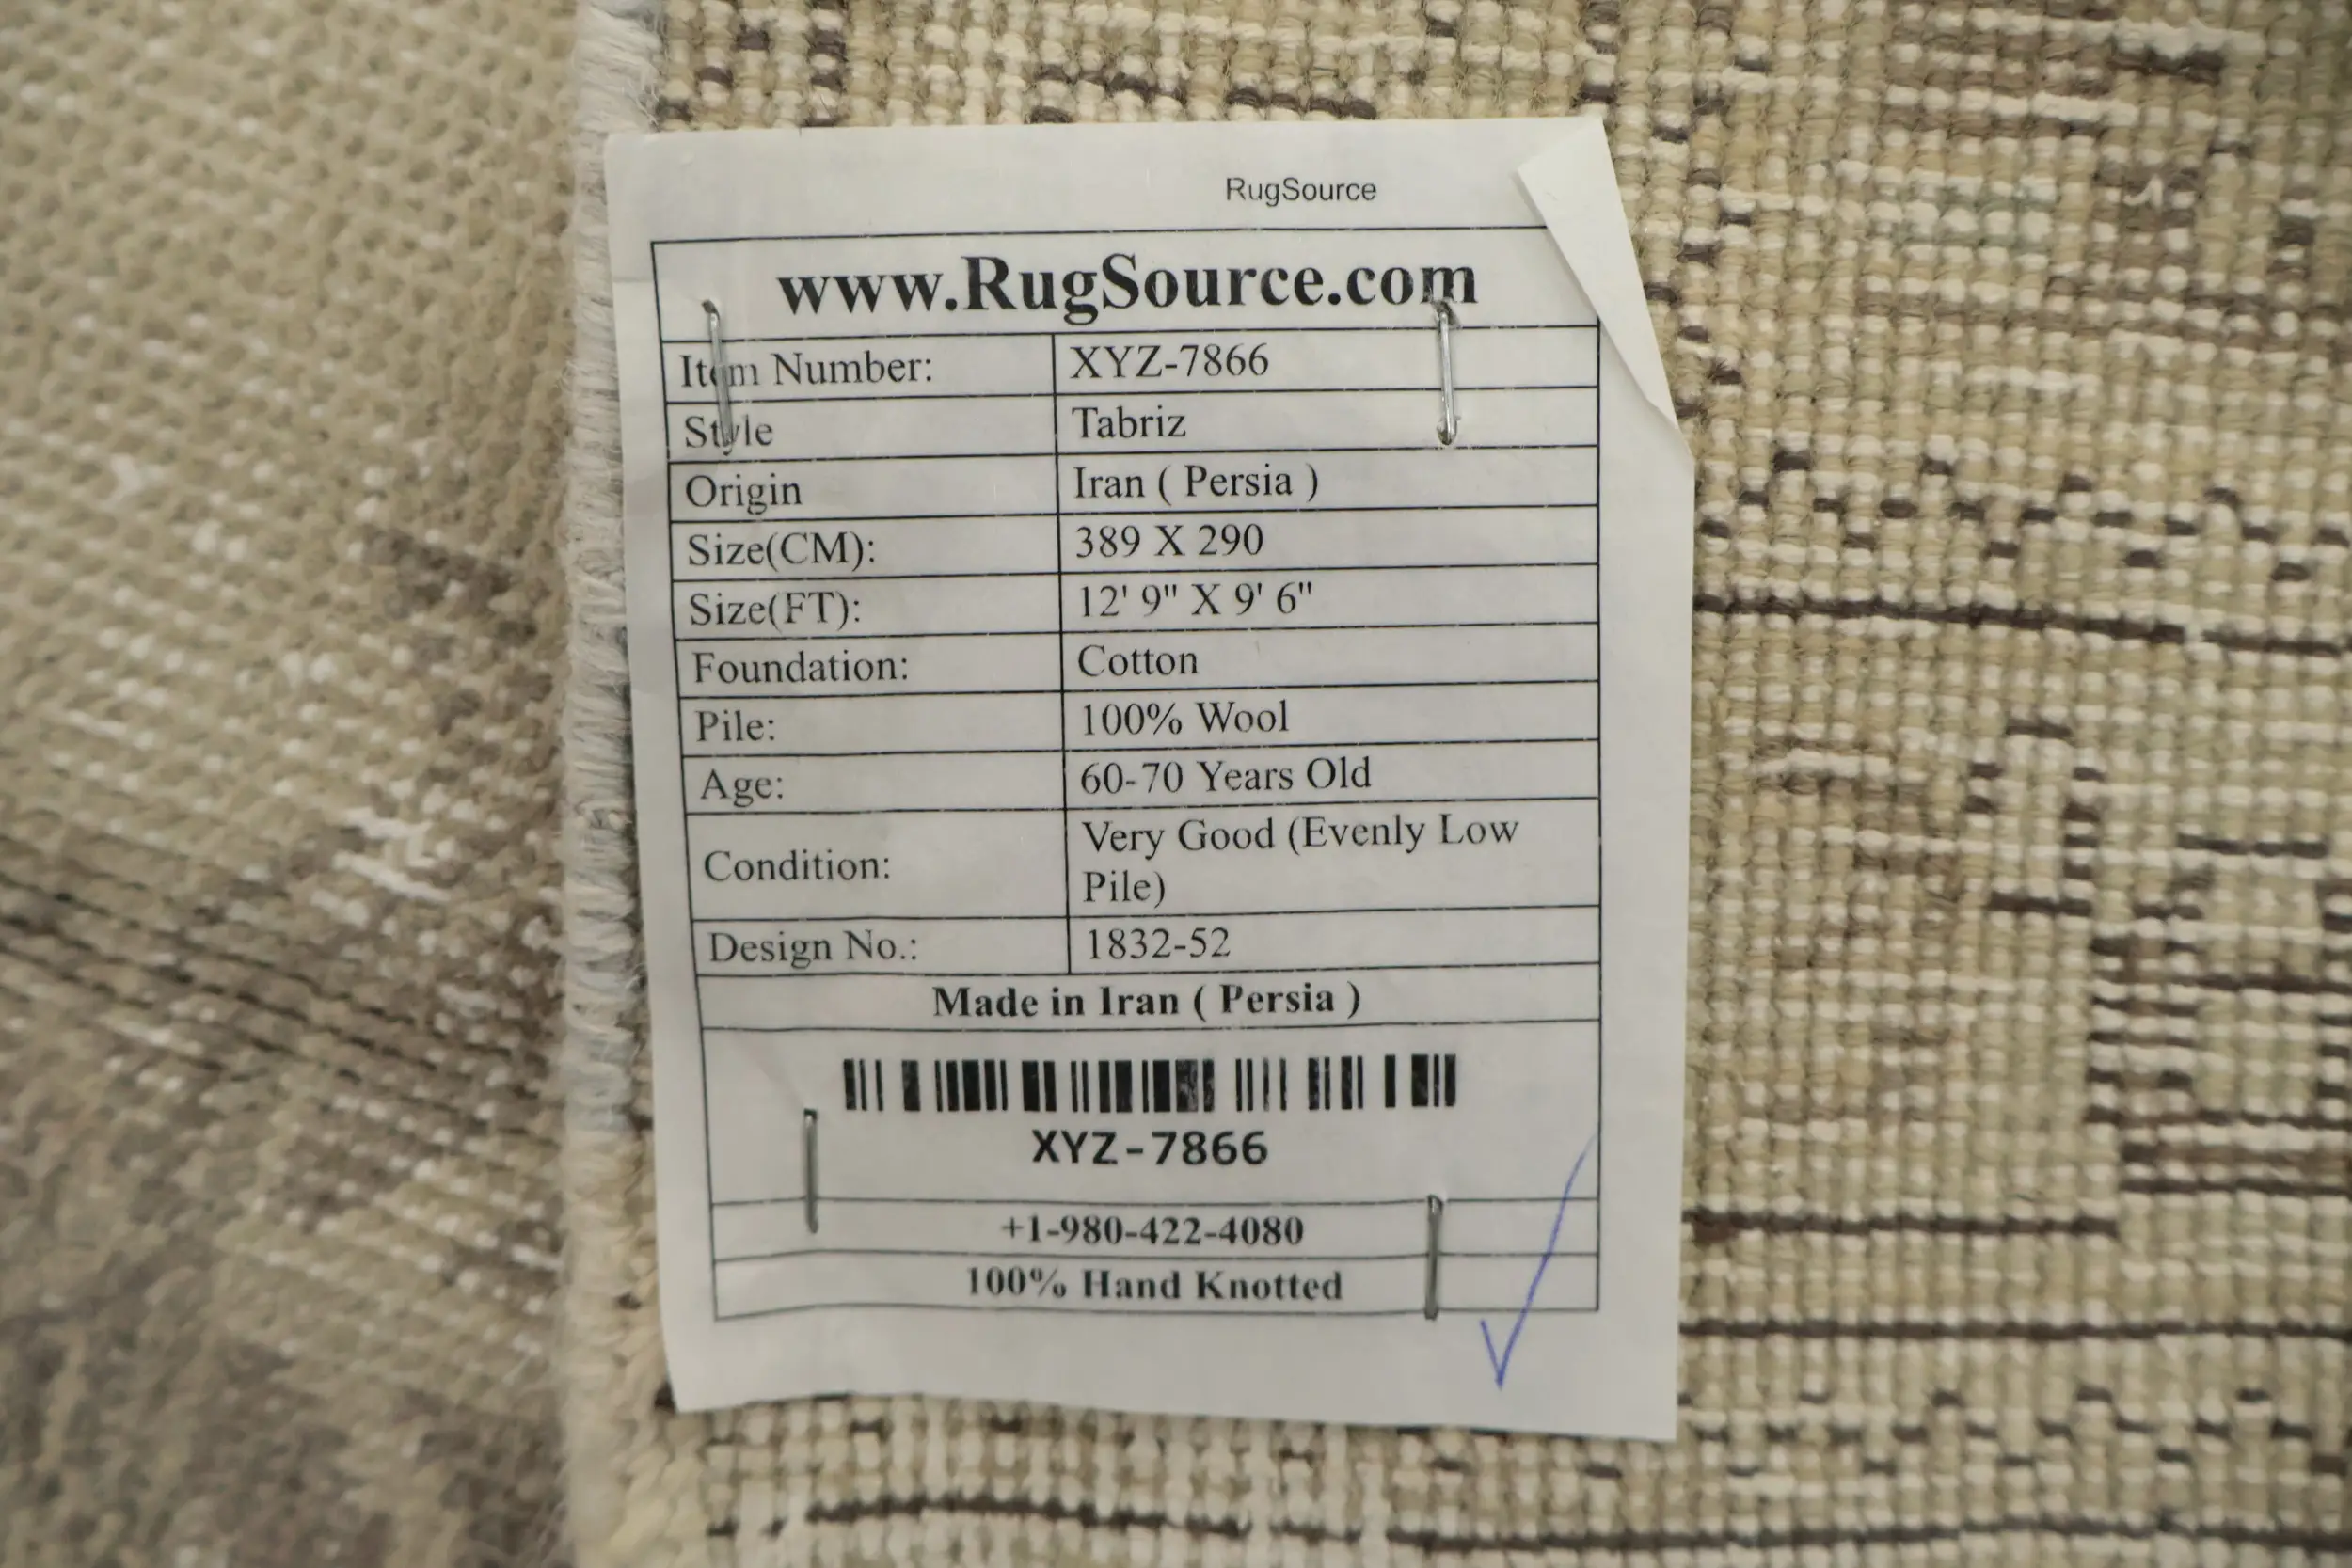 RugSource
www.RugSource.com
Item Number: XYZ-7866
Style Tabriz
Origin Iran ( Persia )
Size(CM): 389 X 290
Size(FT): 12' 9" X 9' 6"
Foundation: Cotton
Pile: 100% Wool
Age: 60-70 Years Old
Condition: Very Good (Evenly Low
Pile)
Design No.: 1832-52
Made in Iran ( Persia )
XYZ-7866
+1-980-422-4080
100% Hand Knotted